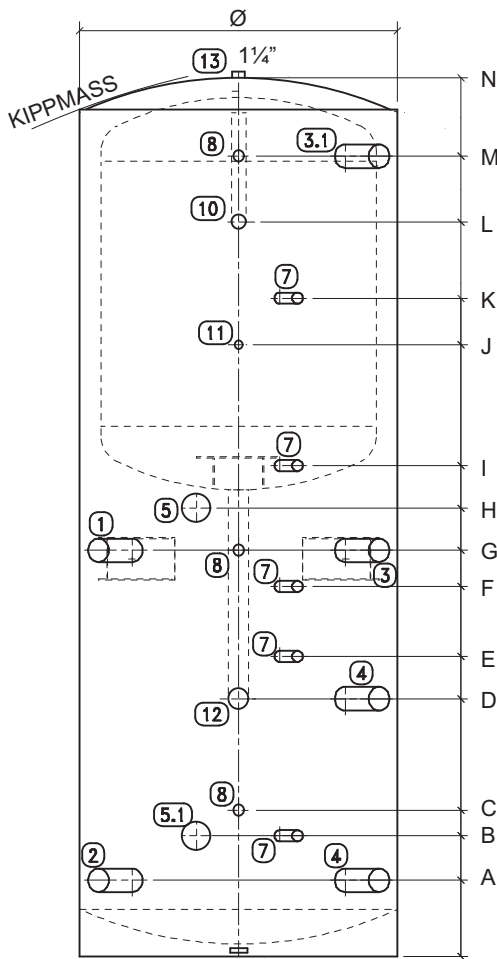 Ø
13 1¼” N
KIPPMASS
8 3.1 M
10 L
7 K
11 J
7 I
5 H
1 G
8 7 3 F
7 E
4 D
12
8 C
5.1 7 B
2 4 A